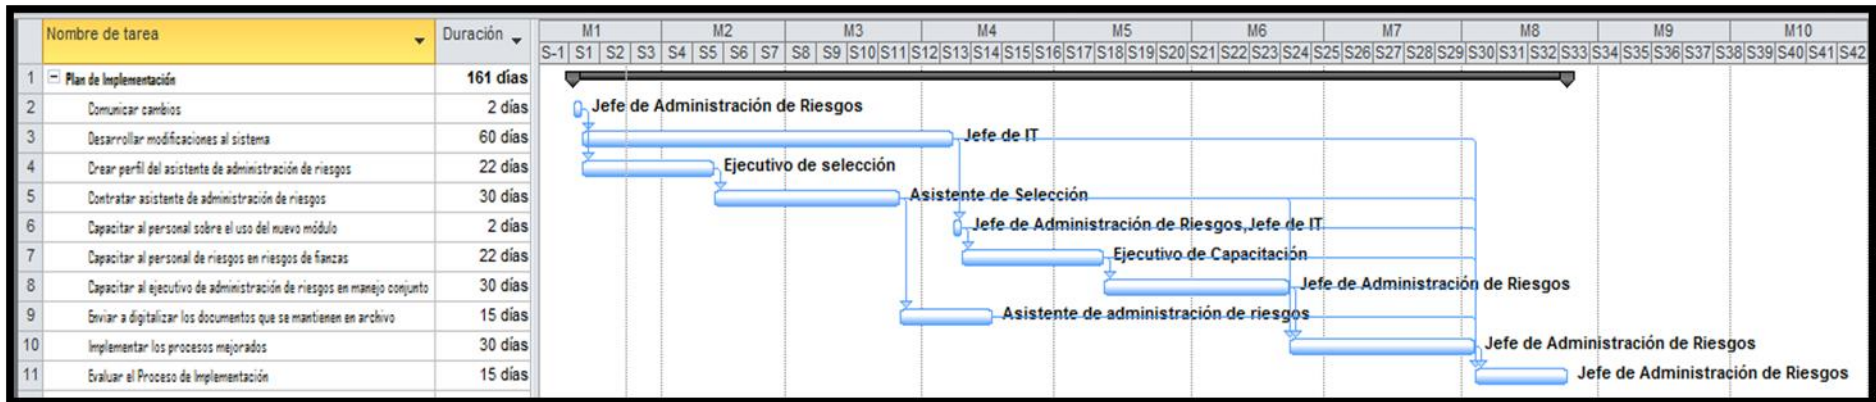 Nombre de tarea Duración M1 M2 M3 M4 M5 M6 M7 M8 M9 M10
S-1 S1 S2 S3 S4 S5 S6 S7 S8 S9 S10 S11 S12 S13 S14 S15 S16 S17 S18 S19 S20 S21 S22 S23 S24 S25 S26 S27 S28 S29 S30 S31 S32 S33 S34 S35 S36 S37 S38 S39 S40 S41 S42
1 Plan de Implementación 161 días
2 Comunicar cambios 2 días Jefe de Administración de Riesgos
3 Desarrollar modificaciones al sistema 60 días Jefe de IT
4 Crear perfil del asistente de administración de riesgos 22 días Ejecutivo de selección
5 Contratar asistente de administración de riesgos 30 días Asistente de Selección
6 Capacitar al personal sobre el uso del nuevo módulo 2 días Jefe de Administración de Riesgos,Jefe de IT
7 Capacitar al personal de riesgos en riesgos de fianzas 22 días Ejecutivo de Capacitación
8 Capacitar al ejecutivo de administración de riesgos en manejo conjunto 30 días Jefe de Administración de Riesgos
9 Enviar a digitalizar los documentos que se mantienen en archivo 15 días Asistente de administración de riesgos
10 Implementar los procesos mejorados 30 días Jefe de Administración de Riesgos
11 Evaluar el Proceso de Implementación 15 días Jefe de Administración de Riesgos